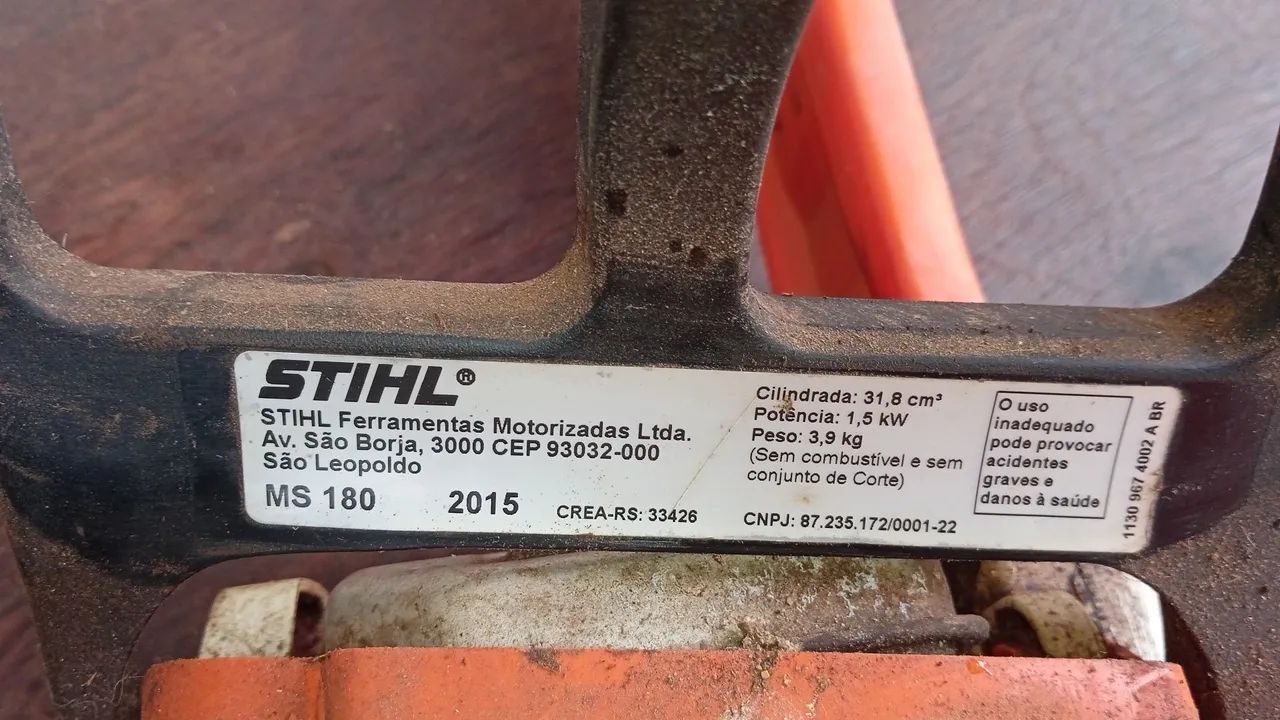 STIHL®
STIHL Ferramentas Motorizadas Ltda.
Av. São Borja, 3000 CEP 93032-000
São Leopoldo
MS 180 2015 CREA-RS: 33426
Cilindrada: 31,8 cm³
Potência: 1,5 kW
Peso: 3,9 kg
(Sem combustível e sem
conjunto de Corte)
CNPJ: 87.235.172/0001-22
O uso
inadequado
pode provocar
acidentes
graves e
danos à saúde
1130 967 4002 A BR